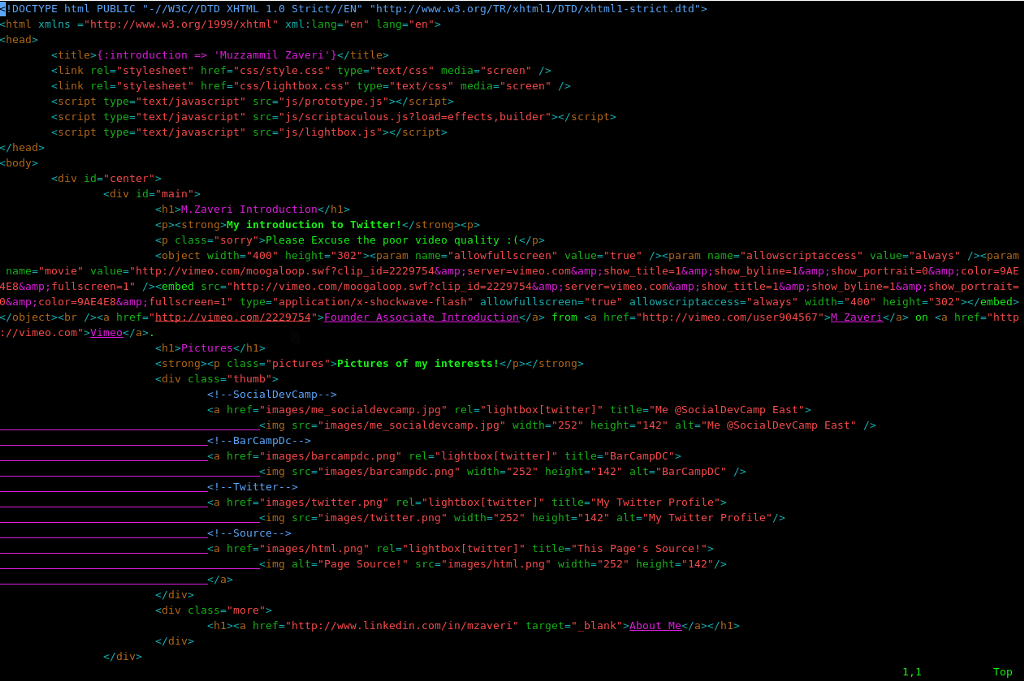 <!DOCTYPE html PUBLIC "-//W3C//DTD XHTML 1.0 Strict//EN" "http://www.w3.org/TR/xhtml1/DTD/xhtml1-strict.dtd">
<html xmlns ="http://www.w3.org/1999/xhtml" xml:lang="en" lang="en">
<head>
<title>{:introduction => 'Muzzammil Zaveri'}</title>
<link rel="stylesheet" href="css/style.css" type="text/css" media="screen" />
<link rel="stylesheet" href="css/lightbox.css" type="text/css" media="screen" />
<script type="text/javascript" src="js/prototype.js"></script>
<script type="text/javascript" src="js/scriptaculous.js?load=effects,builder"></script>
<script type="text/javascript" src="js/lightbox.js"></script>
</head>
<body>
<div id="center">
<div id="main">
<h1>M.Zaveri Introduction</h1>
<p><strong>My introduction to Twitter!</strong><p>
<p class="sorry">Please Excuse the poor video quality :(</p>
<object width="400" height="302"><param name="allowfullscreen" value="true" /><param name="allowscriptaccess" value="always" /><param
name="movie" value="http://vimeo.com/moogaloop.swf?clip_id=2229754&amp;server=vimeo.com&amp;show_title=1&amp;show_byline=1&amp;show_portrait=0&amp;color=9AE
4E8&amp;fullscreen=1" /><embed src="http://vimeo.com/moogaloop.swf?clip_id=2229754&amp;server=vimeo.com&amp;show_title=1&amp;show_byline=1&amp;show_portrait=
0&amp;color=9AE4E8&amp;fullscreen=1" type="application/x-shockwave-flash" allowfullscreen="true" allowscriptaccess="always" width="400" height="302"></embed>
</object><br /><a href="http://vimeo.com/2229754">Founder Associate Introduction</a> from <a href="http://vimeo.com/user904567">M Zaveri</a> on <a href="http
://vimeo.com">Vimeo</a>.
<h1>Pictures</h1>
<strong><p class="pictures">Pictures of my interests!</p></strong>
<div class="thumb">
<!--SocialDevCamp-->
<a href="images/me_socialdevcamp.jpg" rel="lightbox[twitter]" title="Me @SocialDevCamp East">
<img src="images/me_socialdevcamp.jpg" width="252" height="142" alt="Me @SocialDevCamp East" />
<!--BarCampDc-->
<a href="images/barcampdc.png" rel="lightbox[twitter]" title="BarCampDC">
<img src="images/barcampdc.png" width="252" height="142" alt="BarCampDC" />
<!--Twitter-->
<a href="images/twitter.png" rel="lightbox[twitter]" title="My Twitter Profile">
<img src="images/twitter.png" width="252" height="142" alt="My Twitter Profile"/>
<!--Source-->
<a href="images/html.png" rel="lightbox[twitter]" title="This Page's Source!">
<img alt="Page Source!" src="images/html.png" width="252" height="142"/>
</a>
</div>
<div class="more">
<h1><a href="http://www.linkedin.com/in/mzaveri" target="_blank">About Me</a></h1>
</div>
</div>
1,1 Top